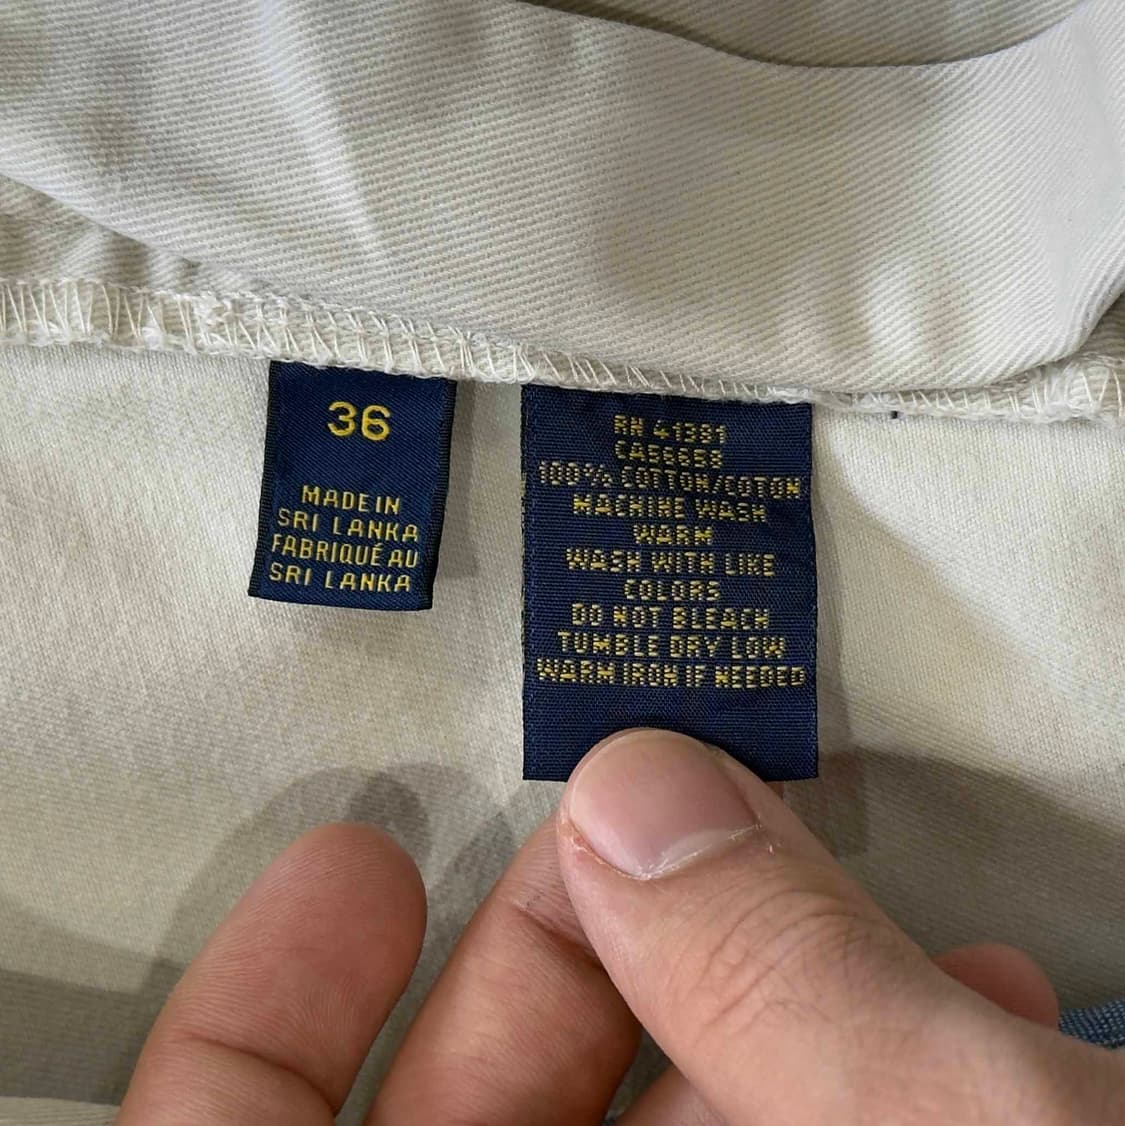 36
MADE IN
SRI LANKA
FABRIQUÉ AU
SRI LANKA
RN 41381
CA56658
100% COTTON/COTON
MACHINE WASH
WARM
WASH WITH LIKE
COLORS
DO NOT BLEACH
TUMBLE DRY LOW
WARM IRON IF NEEDED